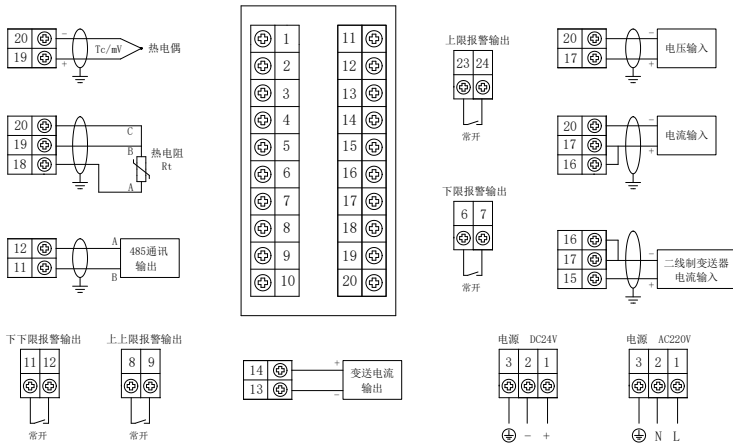 20 - Tc/mV 热电偶
19 +
20 C
19 B 热电阻
Rt
18 A
12 A 485通讯
11 B 输出
下下限报警输出
11 12
常开
上上限报警输出
8 9
常开
1 11
2 12
3 13
4 14
5 15
6 16
7 17
8 18
9 19
10 20
14 + 变送电流
13 - 输出
上限报警输出
23 24
常开
下限报警输出
6 7
常开
20 - 电压输入
17 +
20 - 电流输入
17 +
16
16
17 - 二线制变送器
15 + 电流输入
电源 DC24V
3 2 1
- +
电源 AC220V
3 2 1
N L